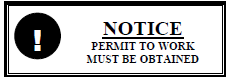 !
NOTICE
PERMIT TO WORK
MUST BE OBTAINED